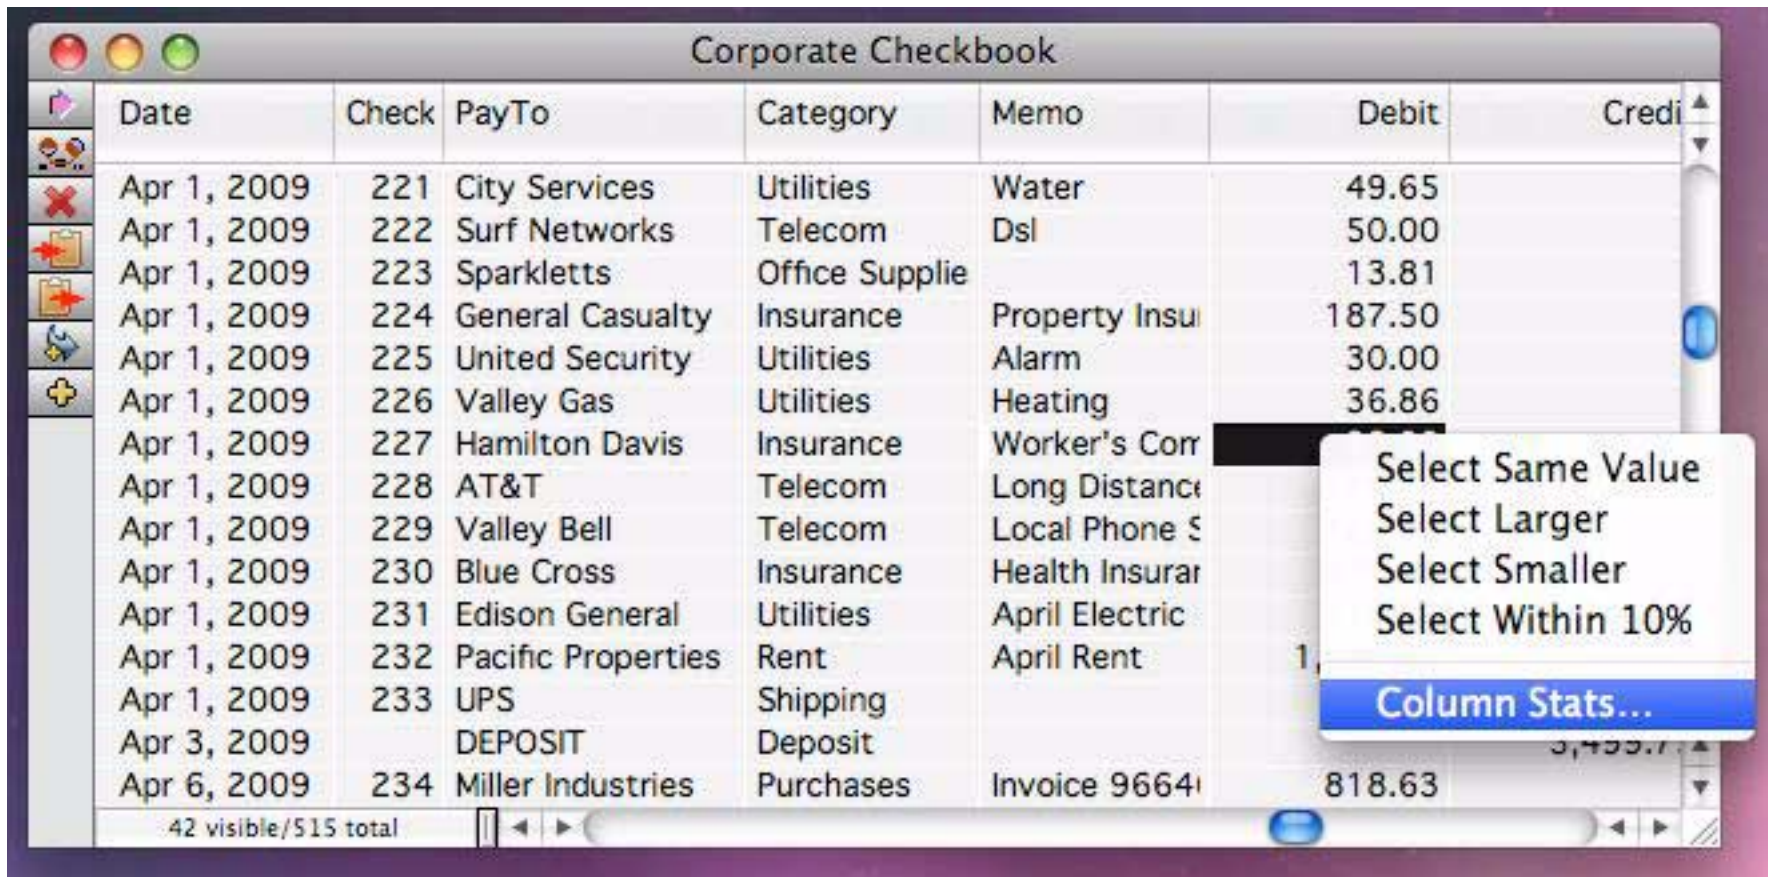 Corporate Checkbook
Date Check PayTo Category Memo Debit Credi
Apr 1, 2009 221 City Services Utilities Water 49.65
Apr 1, 2009 222 Surf Networks Telecom Dsl 50.00
Apr 1, 2009 223 Sparkletts Office Supplie 13.81
Apr 1, 2009 224 General Casualty Insurance Property Insu 187.50
Apr 1, 2009 225 United Security Utilities Alarm 30.00
Apr 1, 2009 226 Valley Gas Utilities Heating 36.86
Apr 1, 2009 227 Hamilton Davis Insurance Worker's Com
Apr 1, 2009 228 AT&T Telecom Long Distance
Apr 1, 2009 229 Valley Bell Telecom Local Phone S
Apr 1, 2009 230 Blue Cross Insurance Health Insuran
Apr 1, 2009 231 Edison General Utilities April Electric
Apr 1, 2009 232 Pacific Properties Rent April Rent 1,
Apr 1, 2009 233 UPS Shipping
Apr 3, 2009 DEPOSIT Deposit 3,499.7
Apr 6, 2009 234 Miller Industries Purchases Invoice 9664 818.63
Select Same Value
Select Larger
Select Smaller
Select Within 10%
Column Stats...
42 visible/515 total